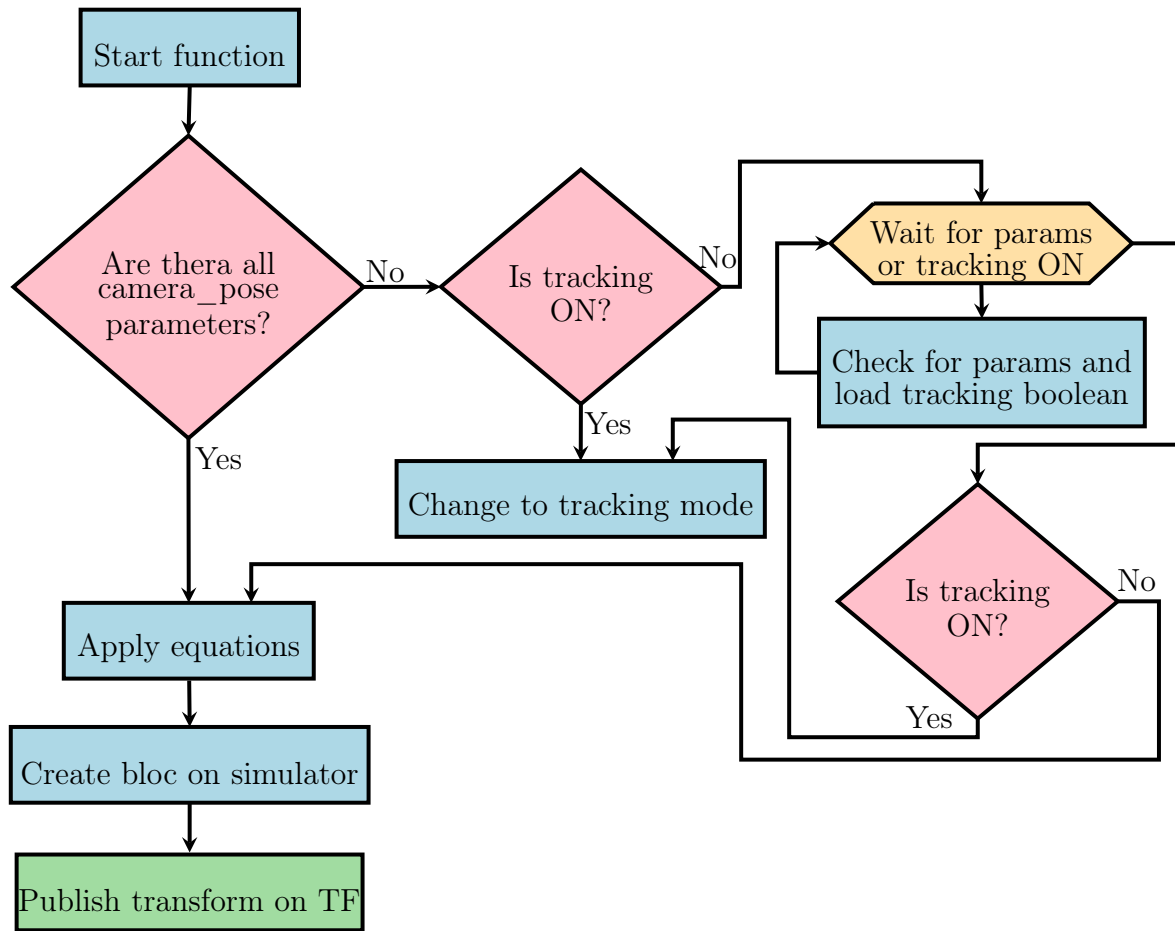 Start function
Are thera all
camera_pose
parameters?
No
Is tracking
ON?
No
Wait for params
or tracking ON
Check for params and
load tracking boolean
Yes
Yes
Change to tracking mode
Is tracking
ON?
No
Yes
Apply equations
Create bloc on simulator
Publish transform on TF